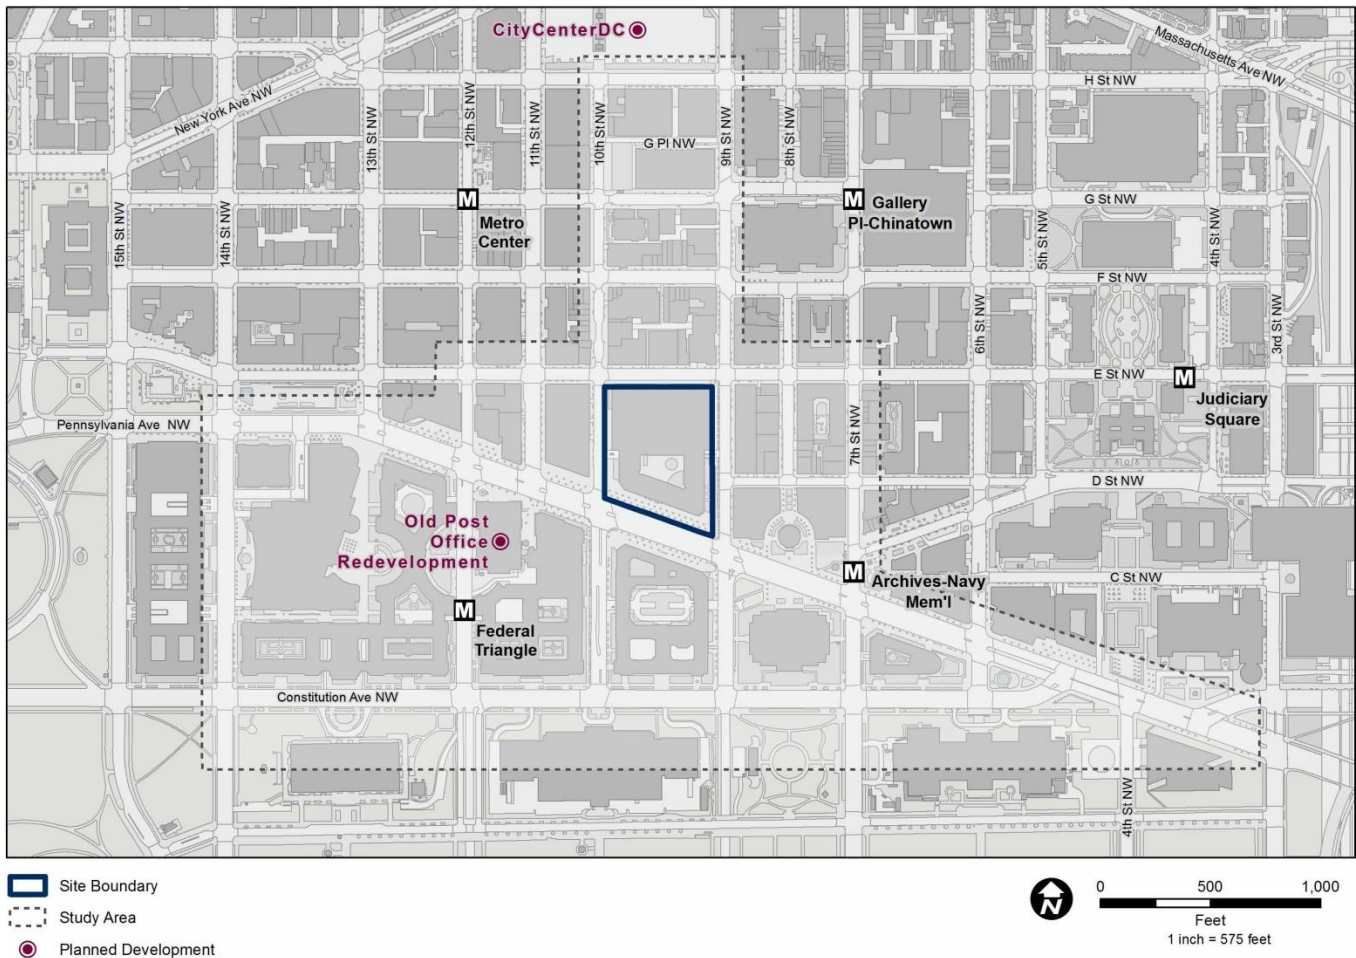 CityCenterDC
Massachusetts Ave NW
H St NW
New York Ave NW
13th St NW
12th St NW
11th St NW
10th St NW
G Pl NW
9th St NW
8th St NW
M
Metro
Center
M
Gallery
Pl-Chinatown
G St NW
15th St NW
14th St NW
5th St NW
4th St NW
F St NW
6th St NW
3rd St NW
E St NW
M
Judiciary
Square
Pennsylvania Ave NW
7th St NW
D St NW
Old Post
Office
Redevelopment
M
Archives-Navy
Mem'l
C St NW
M
Federal
Triangle
Constitution Ave NW
4th St NW
Site Boundary
Study Area
Planned Development
N
0 500 1,000
Feet
1 inch = 575 feet